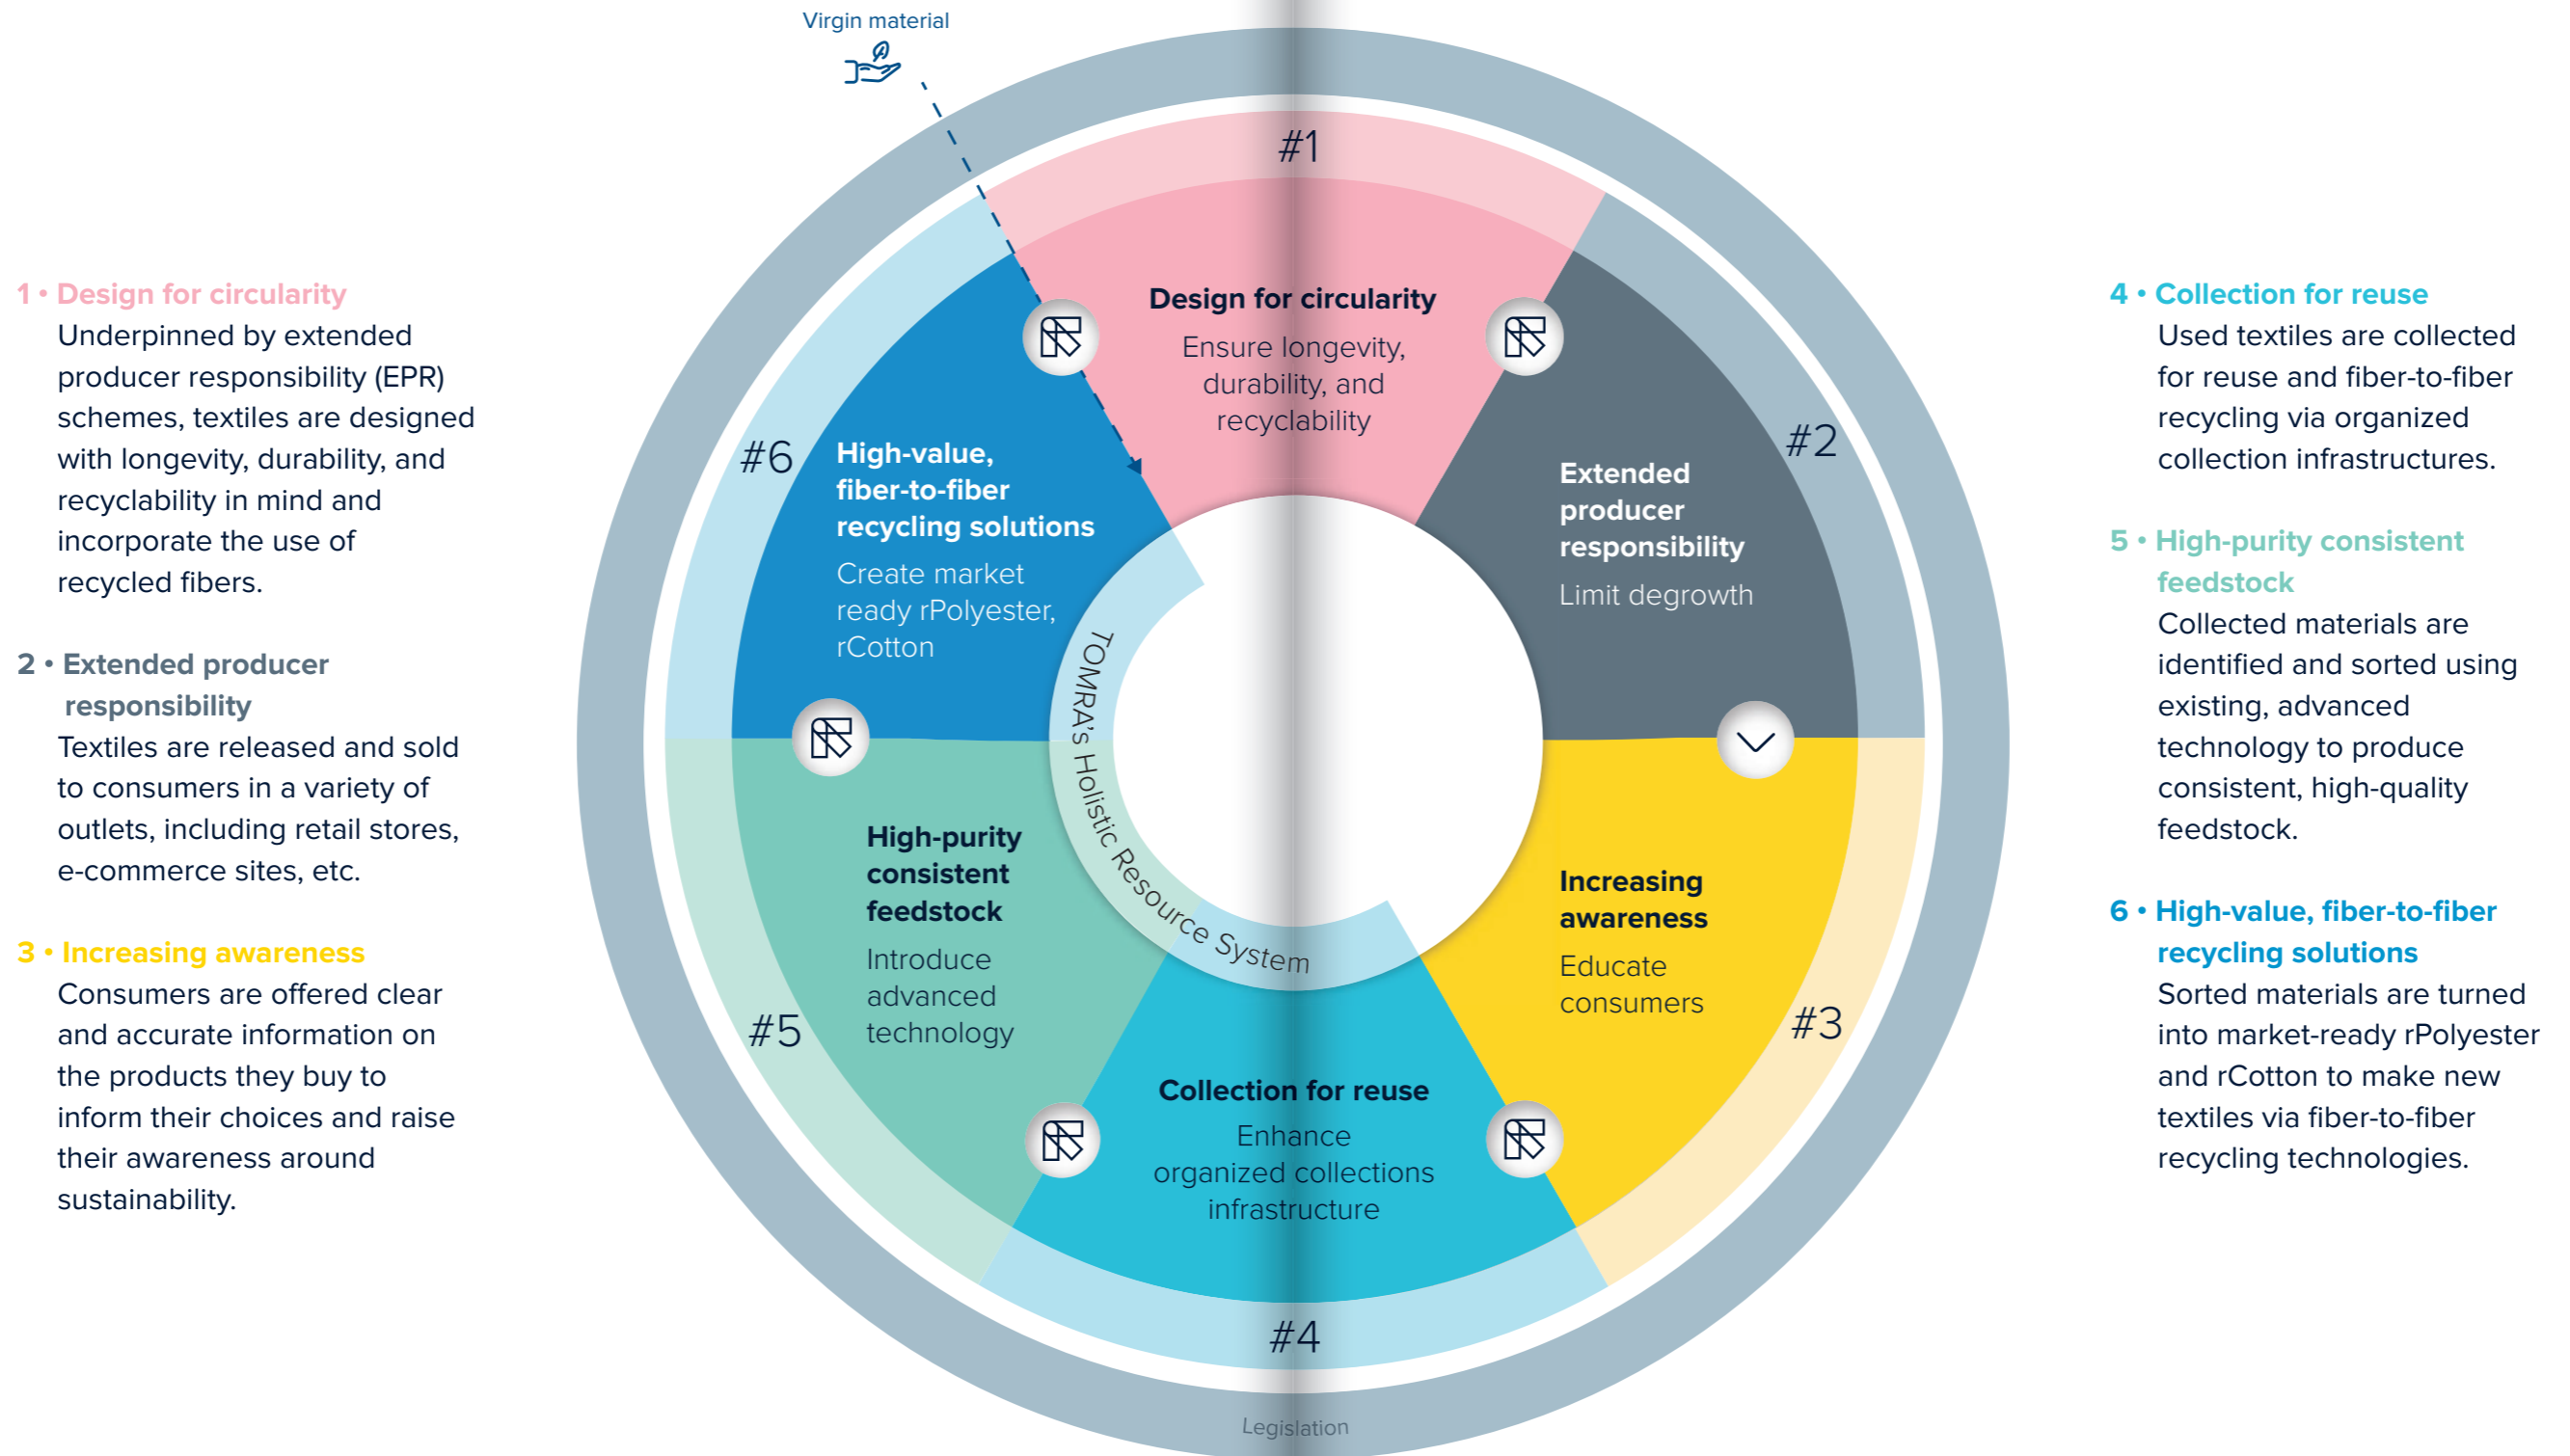 Virgin material
1 • Design for circularity
Underpinned by extended
producer responsibility (EPR)
schemes, textiles are designed
with longevity, durability, and
recyclability in mind and
incorporate the use of
recycled fibers.
2 • Extended producer
responsibility
Textiles are released and sold
to consumers in a variety of
outlets, including retail stores,
e-commerce sites, etc.
3 • Increasing awareness
Consumers are offered clear
and accurate information on
the products they buy to
inform their choices and raise
their awareness around
sustainability.
#1
Design for circularity
Ensure longevity,
durability, and
recyclability
#2
Extended
producer
responsibility
Limit degrowth
#3
Increasing
awareness
Educate
consumers
#4
Collection for reuse
Enhance
organized collections
infrastructure
#5
High-purity
consistent
feedstock
Introduce
advanced
technology
#6
High-value,
fiber-to-fiber
recycling solutions
Create market
ready rPolyester,
rCotton
TOMRA's Holistic Resource System
Legislation
4 • Collection for reuse
Used textiles are collected
for reuse and fiber-to-fiber
recycling via organized
collection infrastructures.
5 • High-purity consistent
feedstock
Collected materials are
identified and sorted using
existing, advanced
technology to produce
consistent, high-quality
feedstock.
6 • High-value, fiber-to-fiber
recycling solutions
Sorted materials are turned
into market-ready rPolyester
and rCotton to make new
textiles via fiber-to-fiber
recycling technologies.